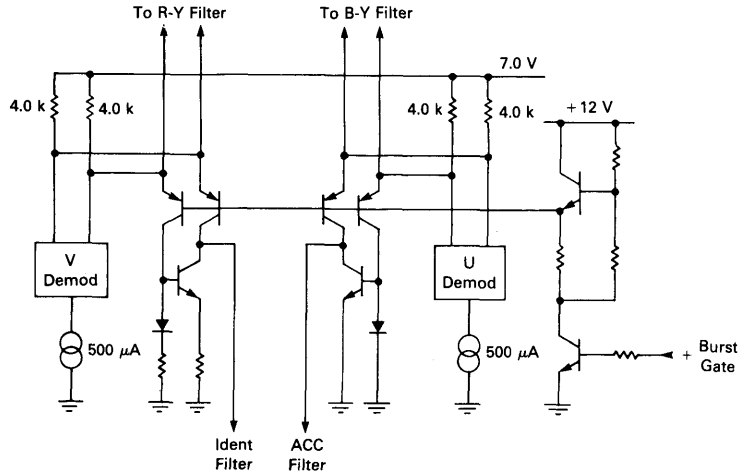 To R-Y Filter
To B-Y Filter
7.0 V
4.0 k
4.0 k
4.0 k
4.0 k
+12 V
V
Demod
U
Demod
500 μA
500 μA
+ Burst
Gate
Ident
Filter
ACC
Filter